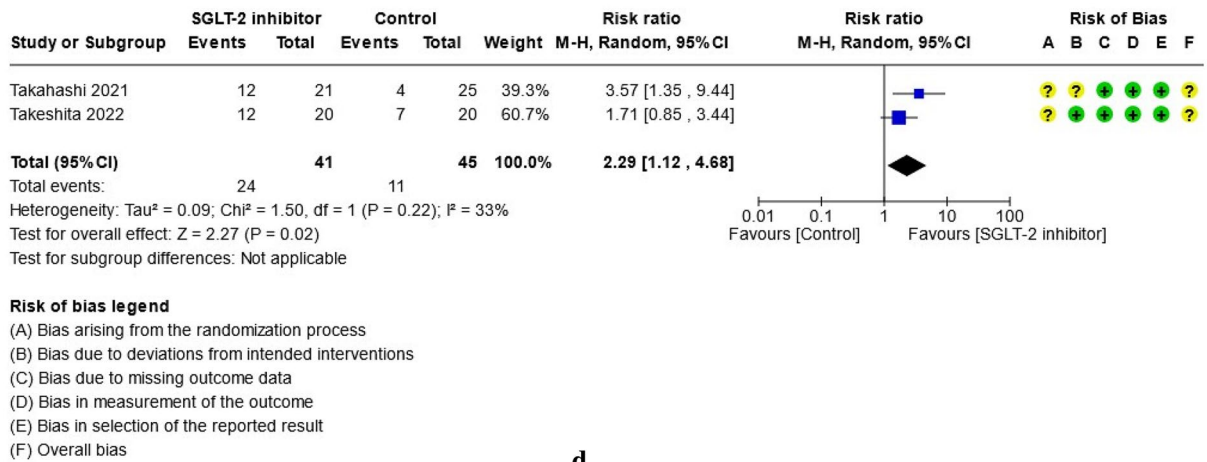 SGLT-2 inhibitor Control Risk ratio Risk ratio Risk of Bias
Study or Subgroup Events Total Events Total Weight M-H, Random, 95% CI M-H, Random, 95% CI A B C D E F
Takahashi 2021 12 21 4 25 39.3% 3.57 [1.35 , 9.44] ? ? + + + ?
Takeshita 2022 12 20 7 20 60.7% 1.71 [0.85 , 3.44] ? + + + + ?
Total (95% CI) 41 45 100.0% 2.29 [1.12 , 4.68]
Total events: 24 11
Heterogeneity: Tau² = 0.09; Chi² = 1.50, df = 1 (P = 0.22); I² = 33%
Test for overall effect: Z = 2.27 (P = 0.02)
Test for subgroup differences: Not applicable
0.01 0.1 1 10 100
Favours [Control] Favours [SGLT-2 inhibitor]
Risk of bias legend
(A) Bias arising from the randomization process
(B) Bias due to deviations from intended interventions
(C) Bias due to missing outcome data
(D) Bias in measurement of the outcome
(E) Bias in selection of the reported result
(F) Overall bias
d